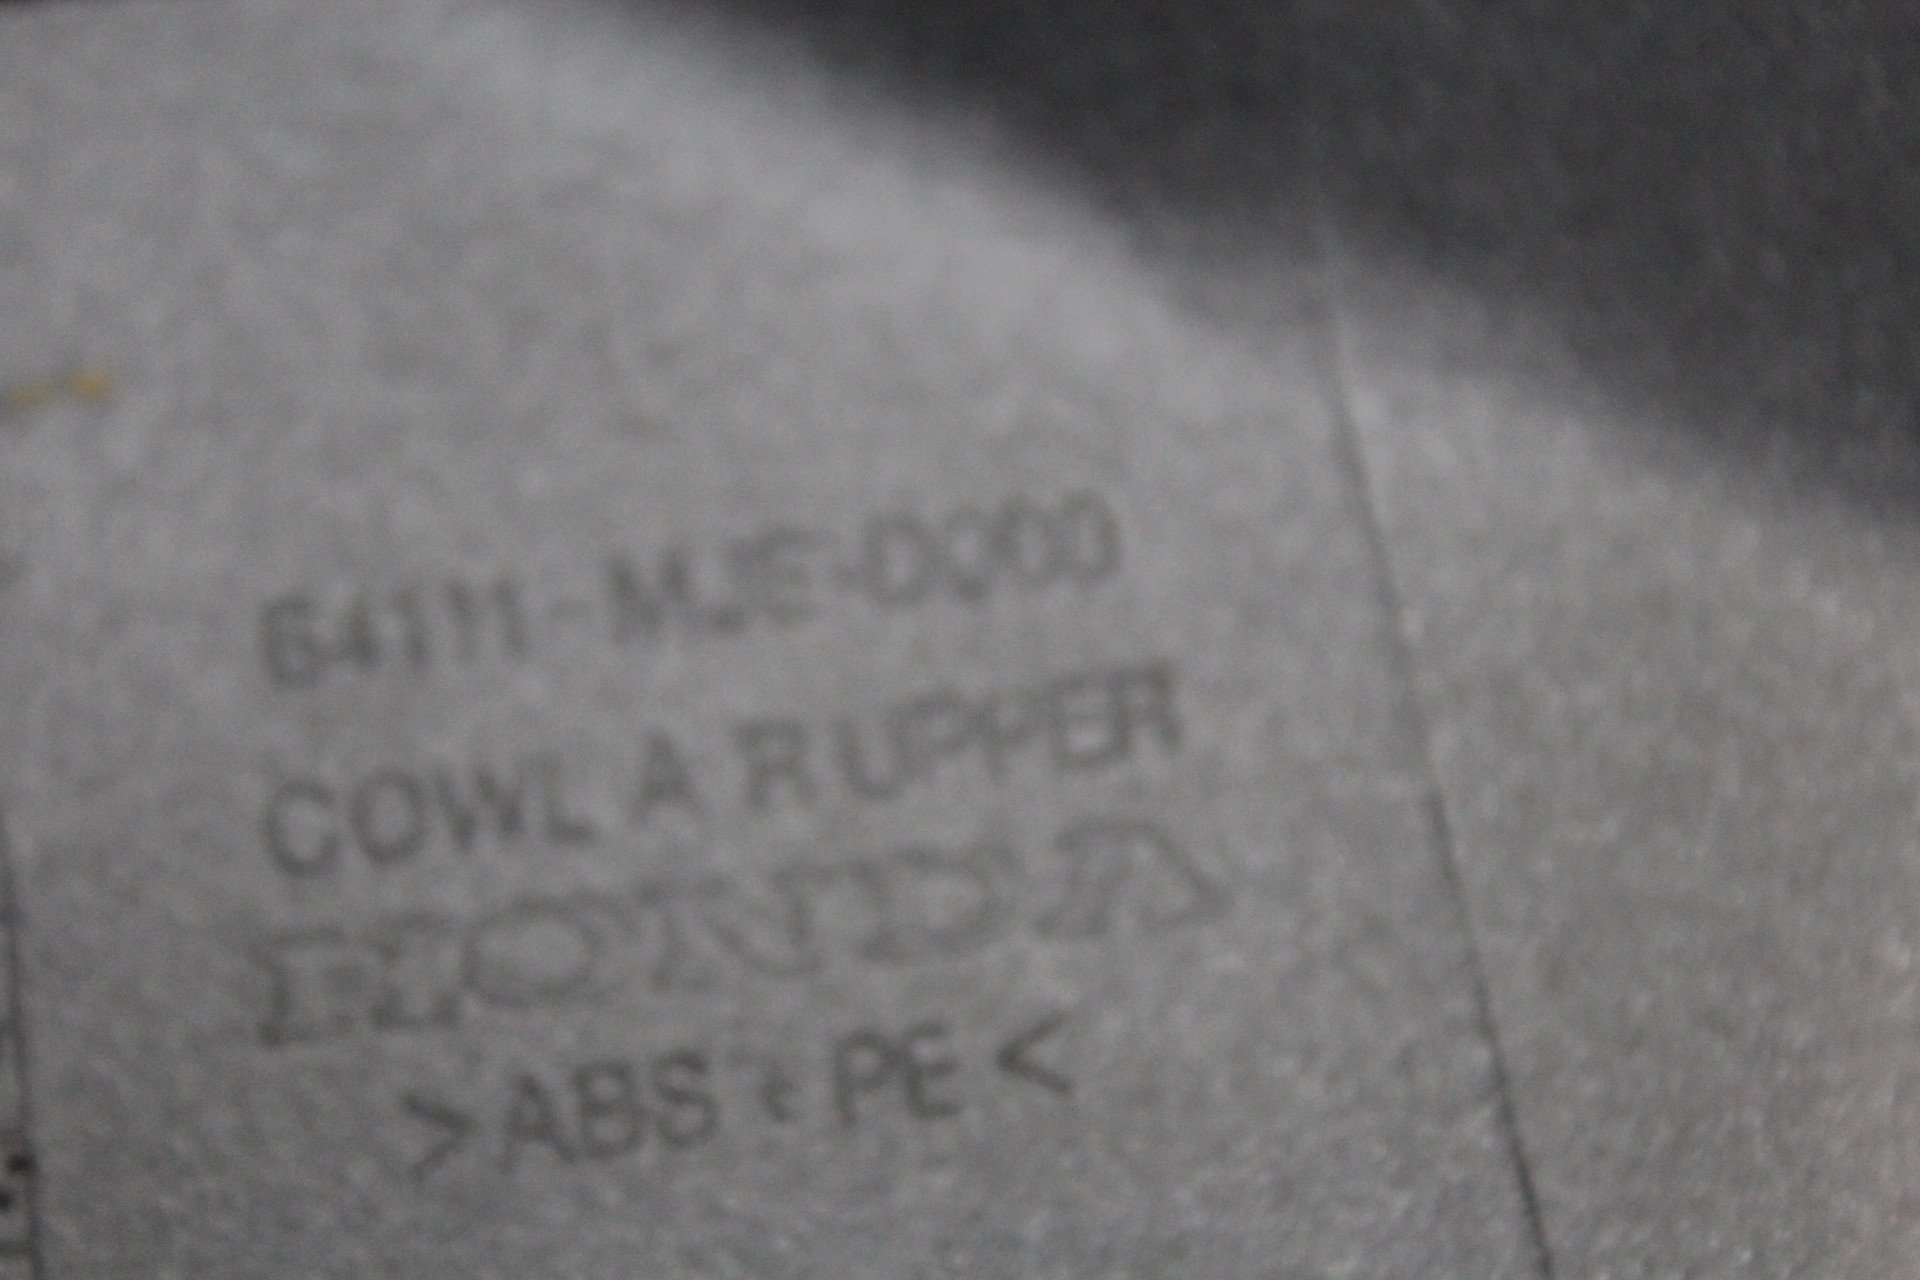 64111-MJE-D000
COWL A R UPPER
HONDA
>ABS+PE<